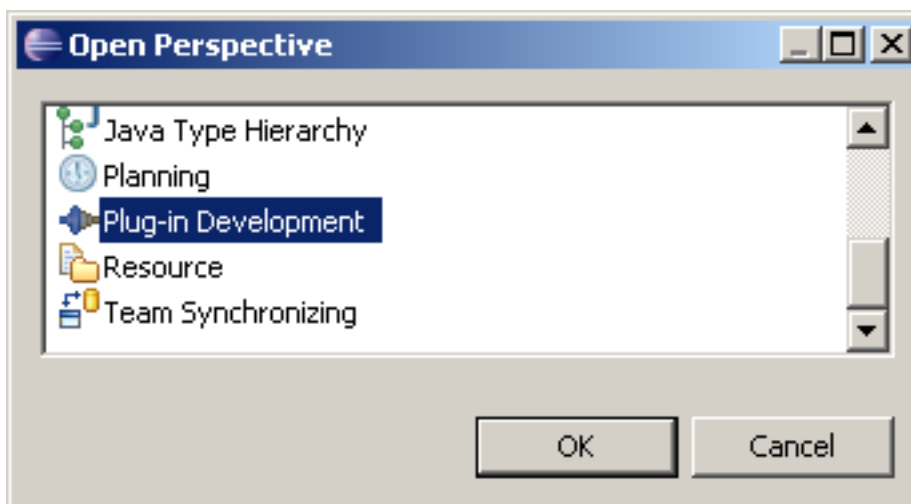 Open Perspective
Java Type Hierarchy
Planning
Plug-in Development
Resource
Team Synchronizing
OK
Cancel